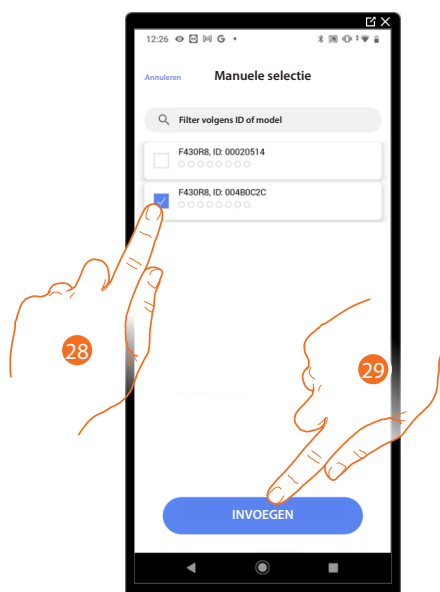 12:26 G
Annuleren Manuele selectie
Filter volgens ID of model
F430R8, ID: 00020514
F430R8, ID: 004B0C2C
28
29
INVOEGEN